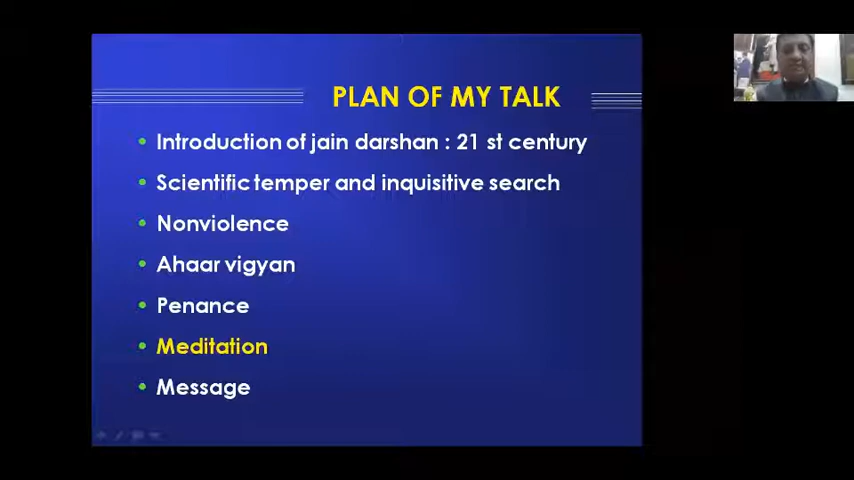 PLAN OF MY TALK
Introduction of jain darshan : 21 st century
Scientific temper and inquisitive search
Nonviolence
Ahaar vigyan
Penance
Meditation
Message